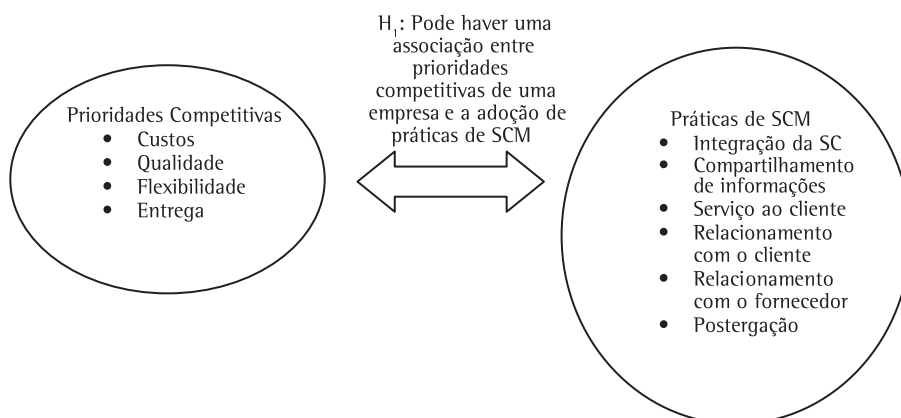 H1: Pode haver uma
associação entre
prioridades
competitivas de uma
empresa e a adoção de
práticas de SCM
Prioridades Competitivas
• Custos
• Qualidade
• Flexibilidade
• Entrega
Práticas de SCM
• Integração da SC
• Compartilhamento
de informações
• Serviço ao cliente
• Relacionamento
com o cliente
• Relacionamento
com o fornecedor
• Postergação